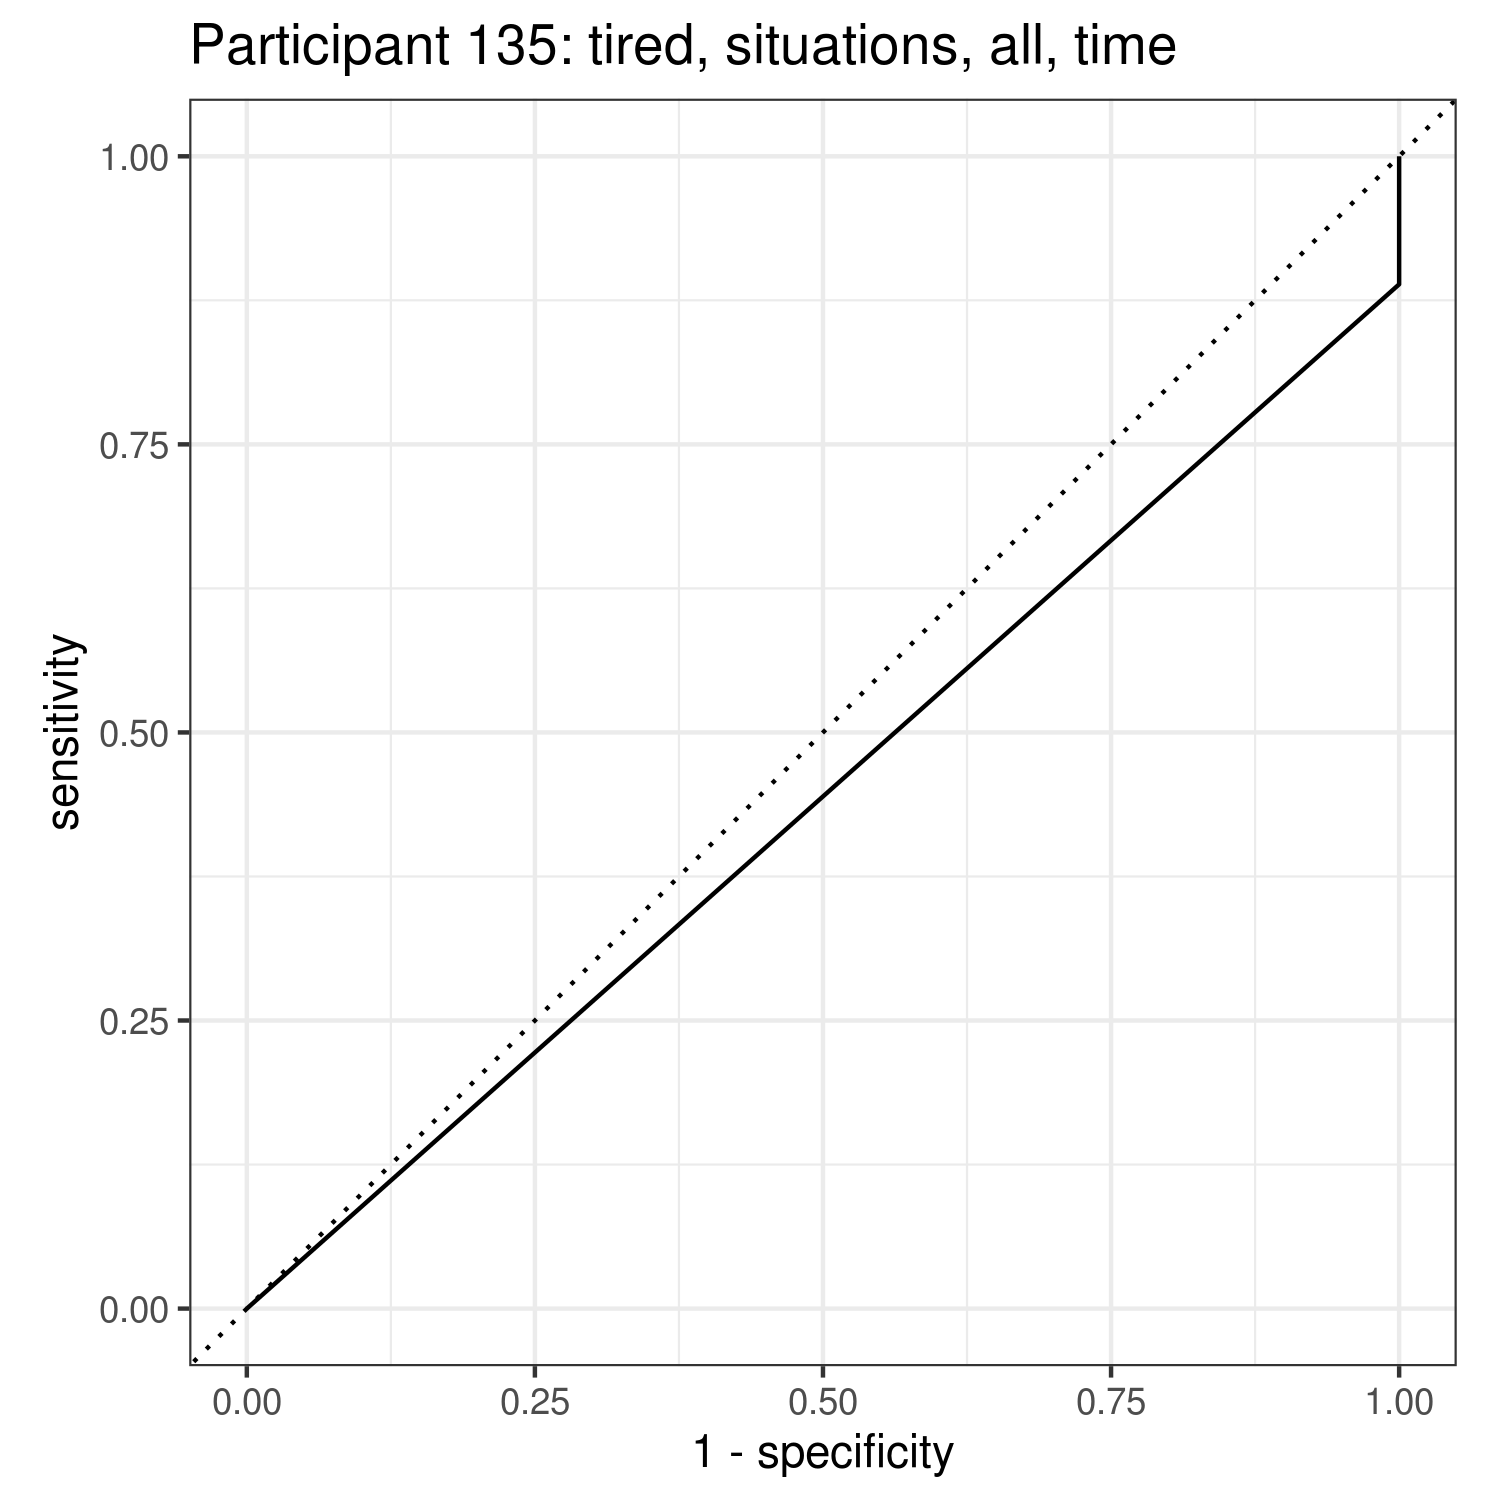 Participant 135: tired, situations, all, time
1.00
0.75
0.50
0.25
0.00
sensitivity
0.00 0.25 0.50 0.75 1.00
1 - specificity